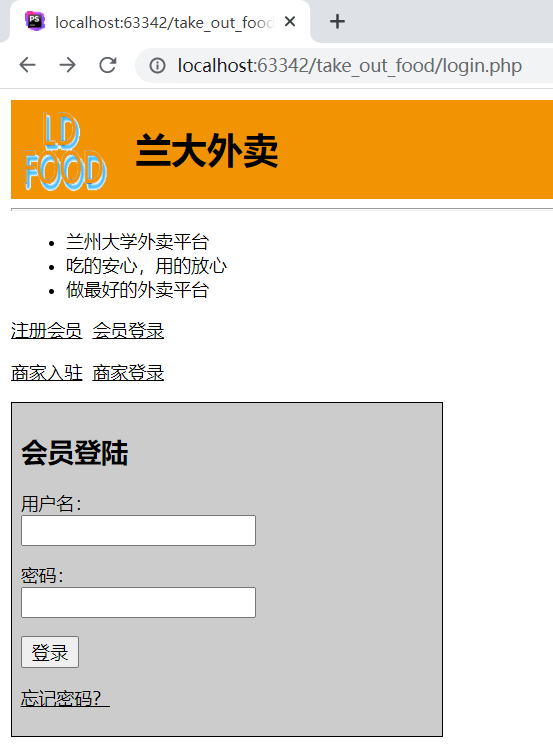 localhost:63342/take_out_food
localhost:63342/take_out_food/login.php
LD
FOOD
兰大外卖
兰州大学外卖平台
吃的安心，用的放心
做最好的外卖平台
注册会员 会员登录
商家入驻 商家登录
会员登陆
用户名：
密码：
登录
忘记密码？